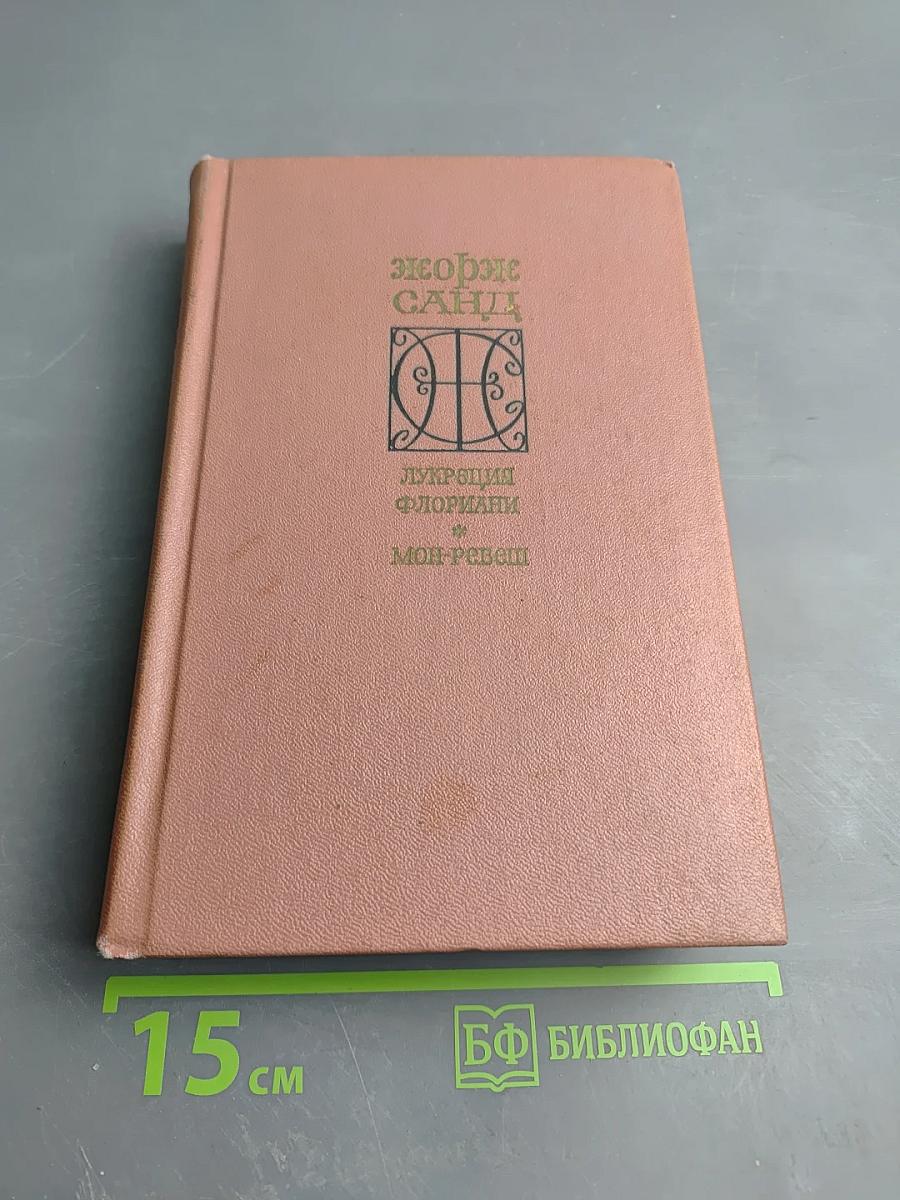 Жорж
САНД
ЛУКРЕЦИЯ
ФЛОРИАНИ
*
МОН-РЕВЕШ
15 СМ
БФ БИБЛИОФАН